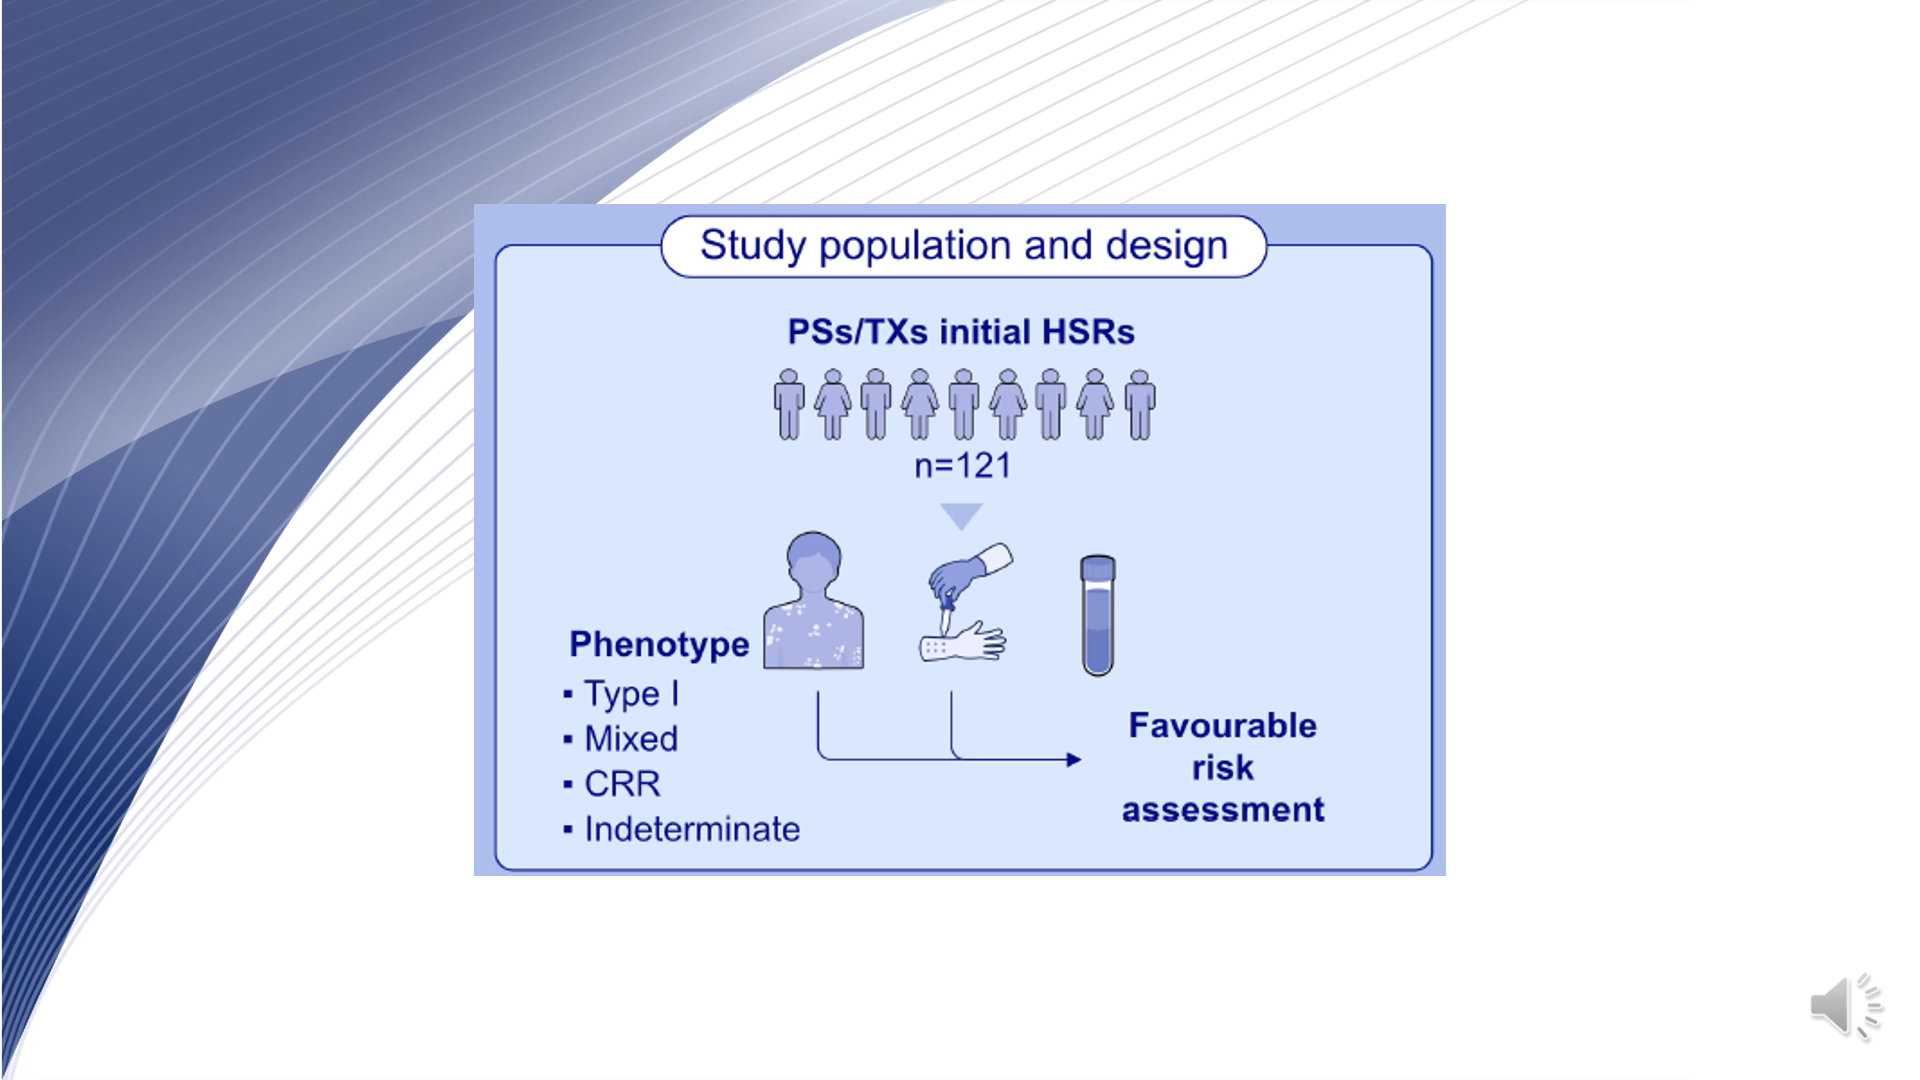 Study population and design
PSs/TXs initial HSRs
n=121
Phenotype
▪ Type I
▪ Mixed
▪ CRR
▪ Indeterminate
Favourable
risk
assessment